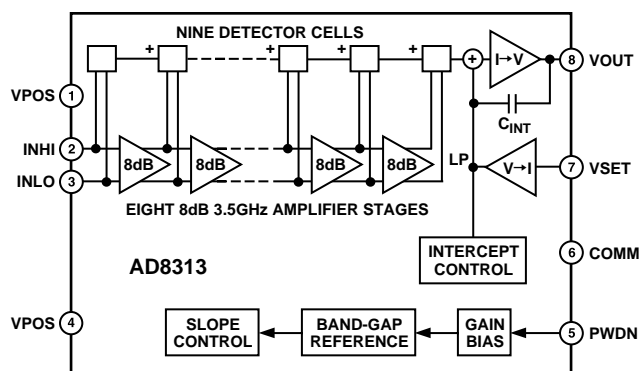 NINE DETECTOR CELLS
+ + + +
+ I→V 8 VOUT
VPOS 1
CINT
INHI 2
8dB 8dB 8dB 8dB
LP V→I 7 VSET
INLO 3
EIGHT 8dB 3.5GHz AMPLIFIER STAGES
INTERCEPT
CONTROL
6 COMM
AD8313
VPOS 4
SLOPE
CONTROL
BAND-GAP
REFERENCE
GAIN
BIAS
5 PWDN